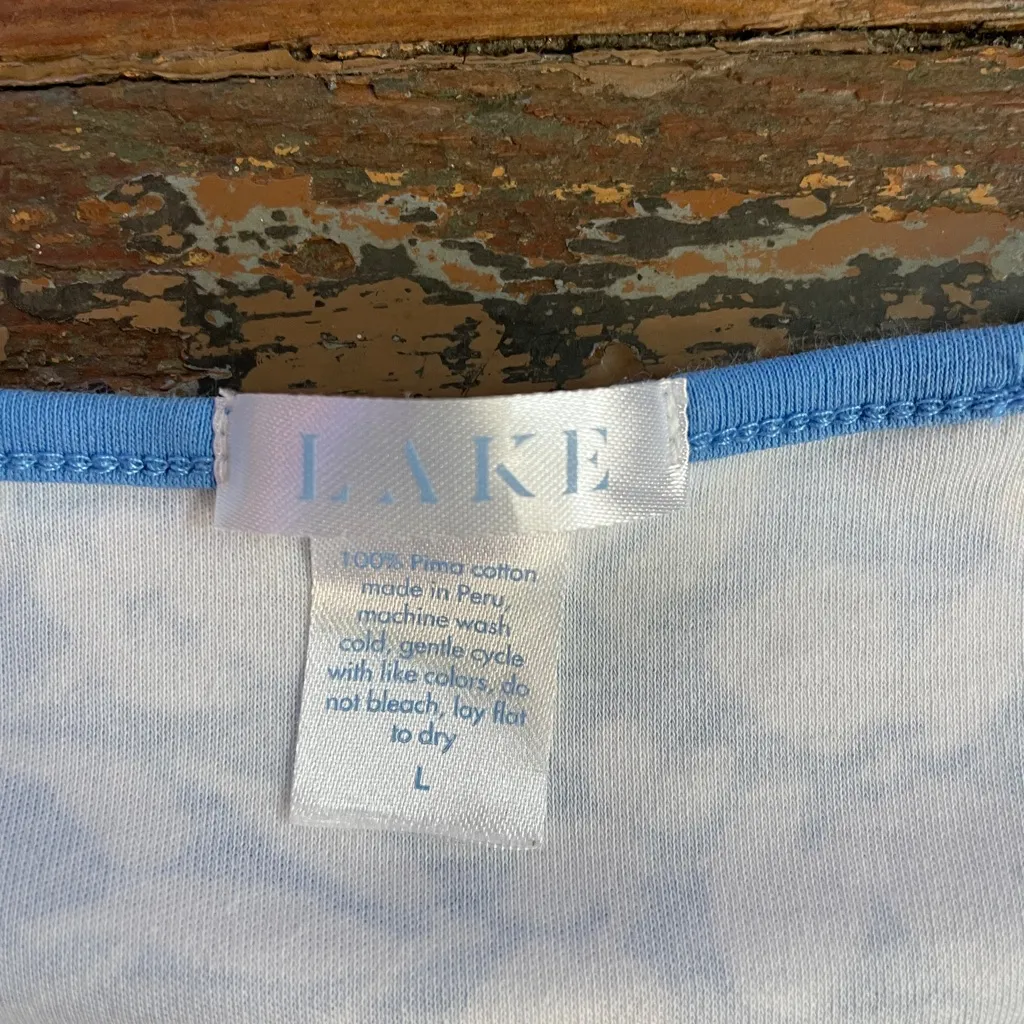 LAKE
100% Pima cotton
made in Peru,
machine wash
cold, gentle cycle
with like colors, do
not bleach, lay flat
to dry
L